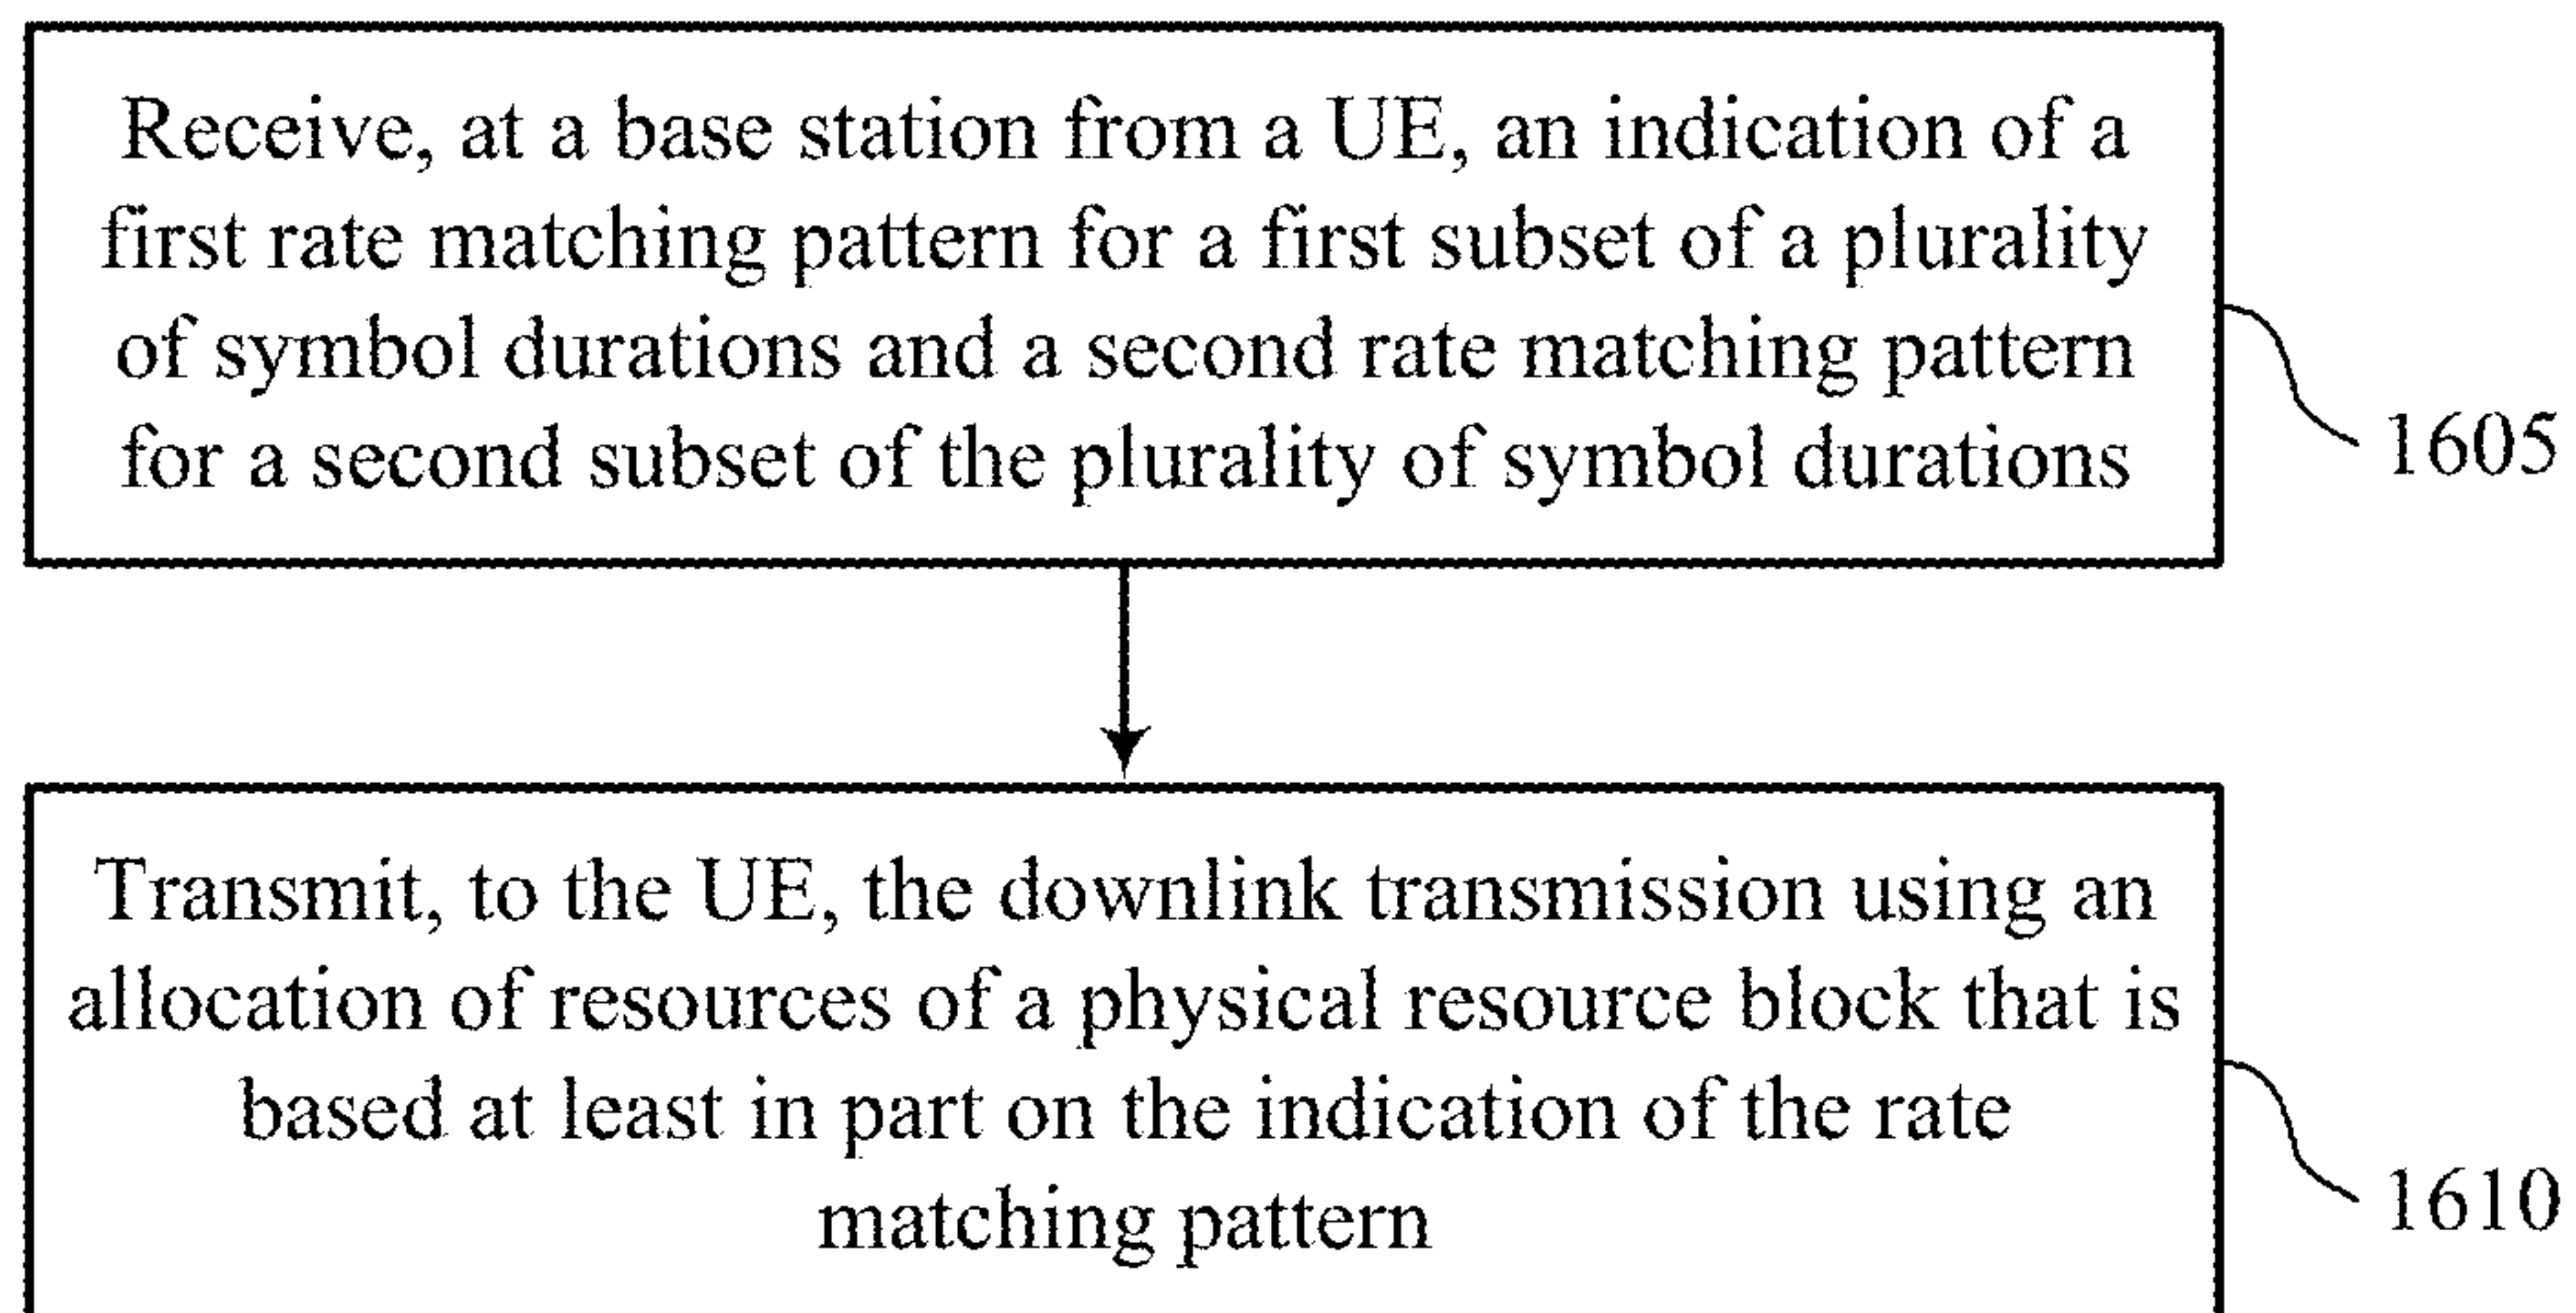 Receive, at a base station from a UE, an indication of a
first rate matching pattern for a first subset of a plurality
of symbol durations and a second rate matching pattern
for a second subset of the plurality of symbol durations
1605
Transmit, to the UE, the downlink transmission using an
allocation of resources of a physical resource block that is
based at least in part on the indication of the rate
matching pattern
1610